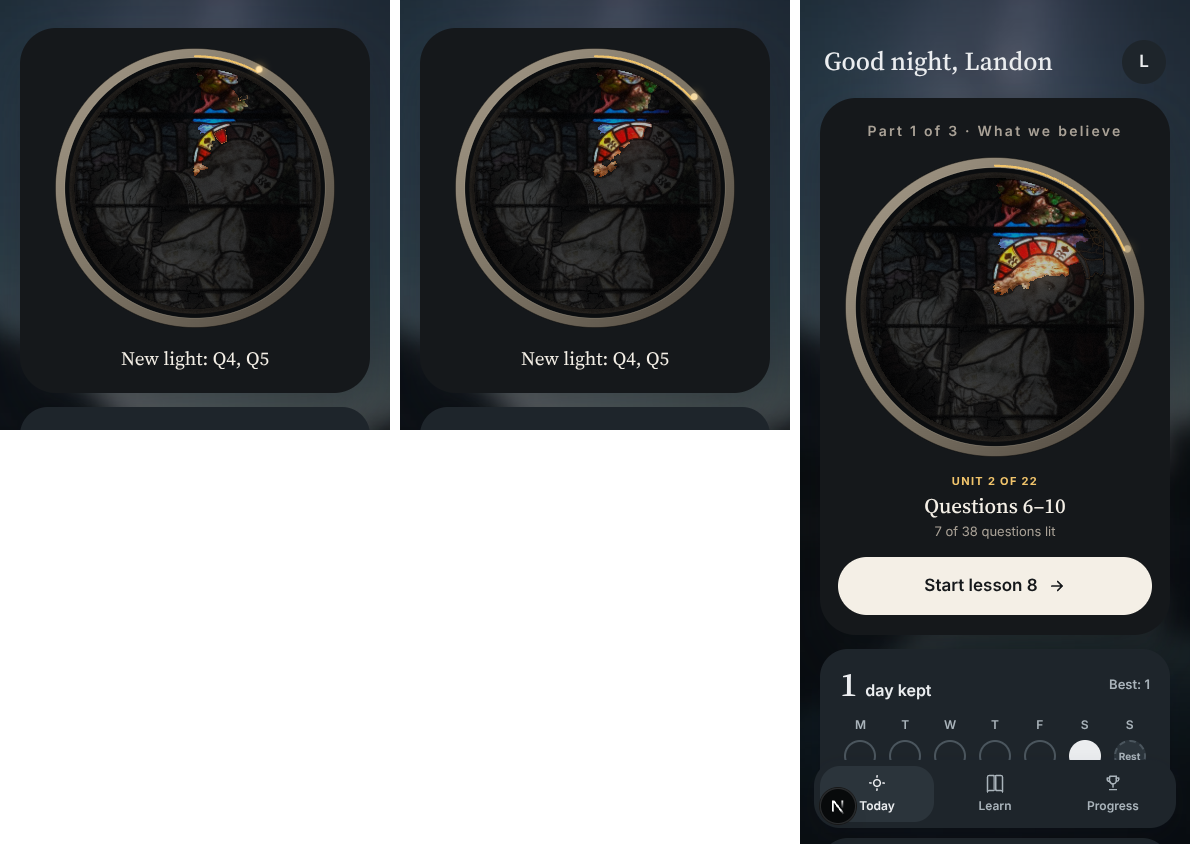 New light: Q4, Q5
New light: Q4, Q5
Good night, Landon
L
Part 1 of 3 · What we believe
UNIT 2 OF 22
Questions 6–10
7 of 38 questions lit
Start lesson 8 →
1 day kept
Best: 1
M T W T F S S
Rest
N
Today
Learn
Progress